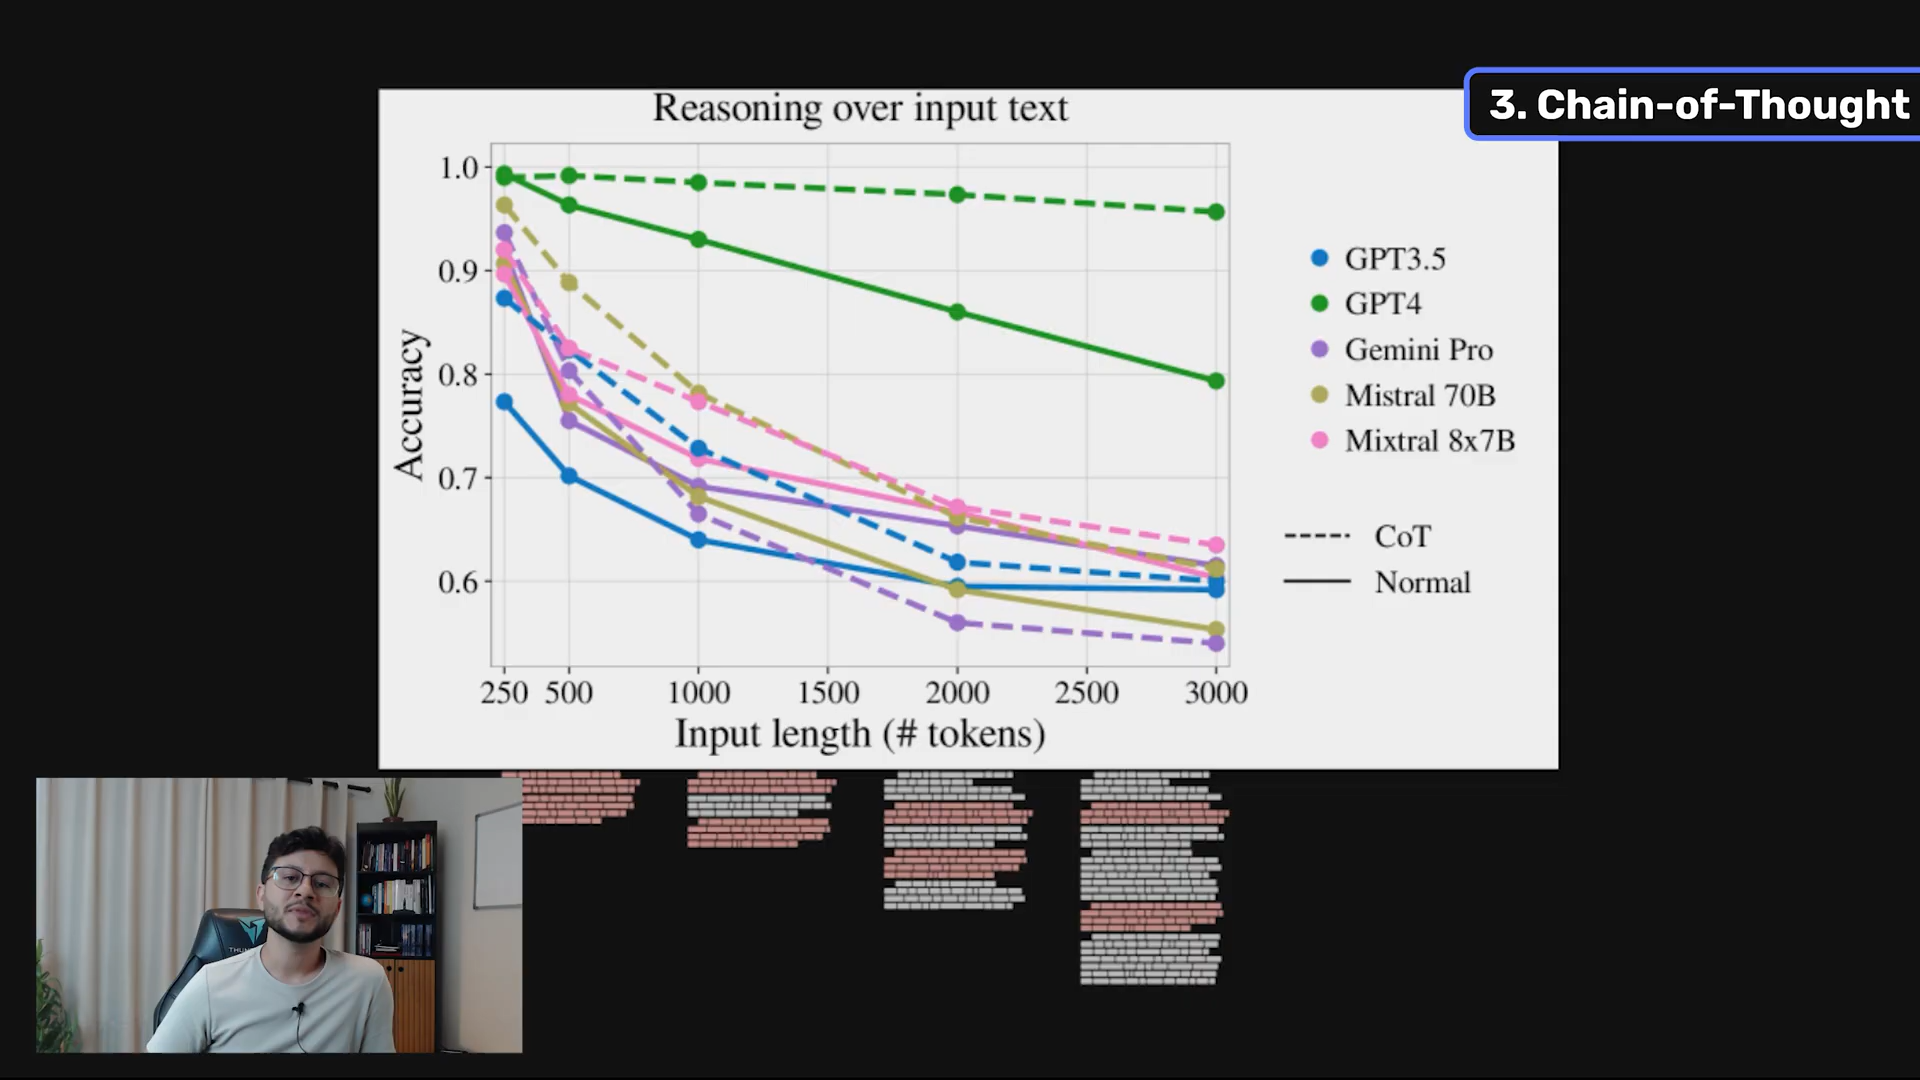 Reasoning over input text
3. Chain-of-Thought
1.0
0.9
0.8
0.7
0.6
Accuracy
250 500 1000 1500 2000 2500 3000
Input length (# tokens)
GPT3.5
GPT4
Gemini Pro
Mistral 70B
Mixtral 8x7B
CoT
Normal